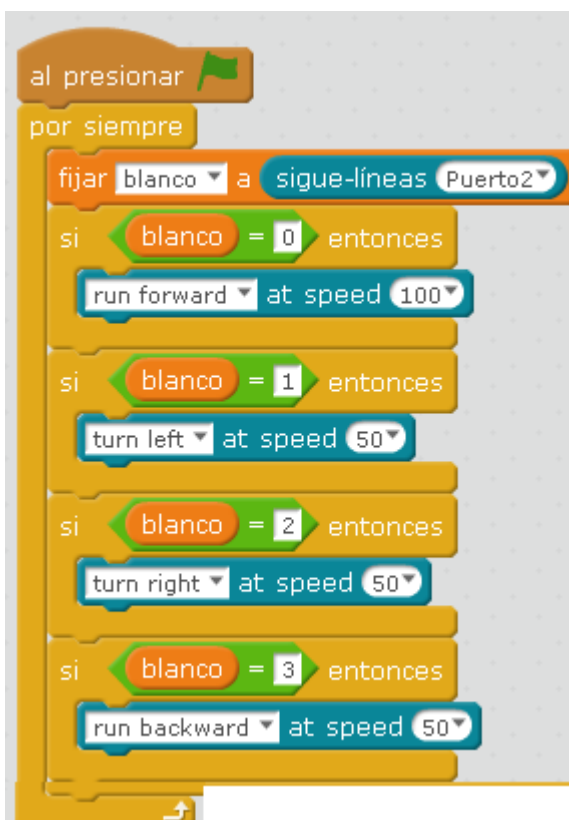 al presionar
por siempre
fijar blanco a sigue-líneas Puerto2
si blanco = 0 entonces
run forward at speed 100
si blanco = 1 entonces
turn left at speed 50
si blanco = 2 entonces
turn right at speed 50
si blanco = 3 entonces
run backward at speed 50